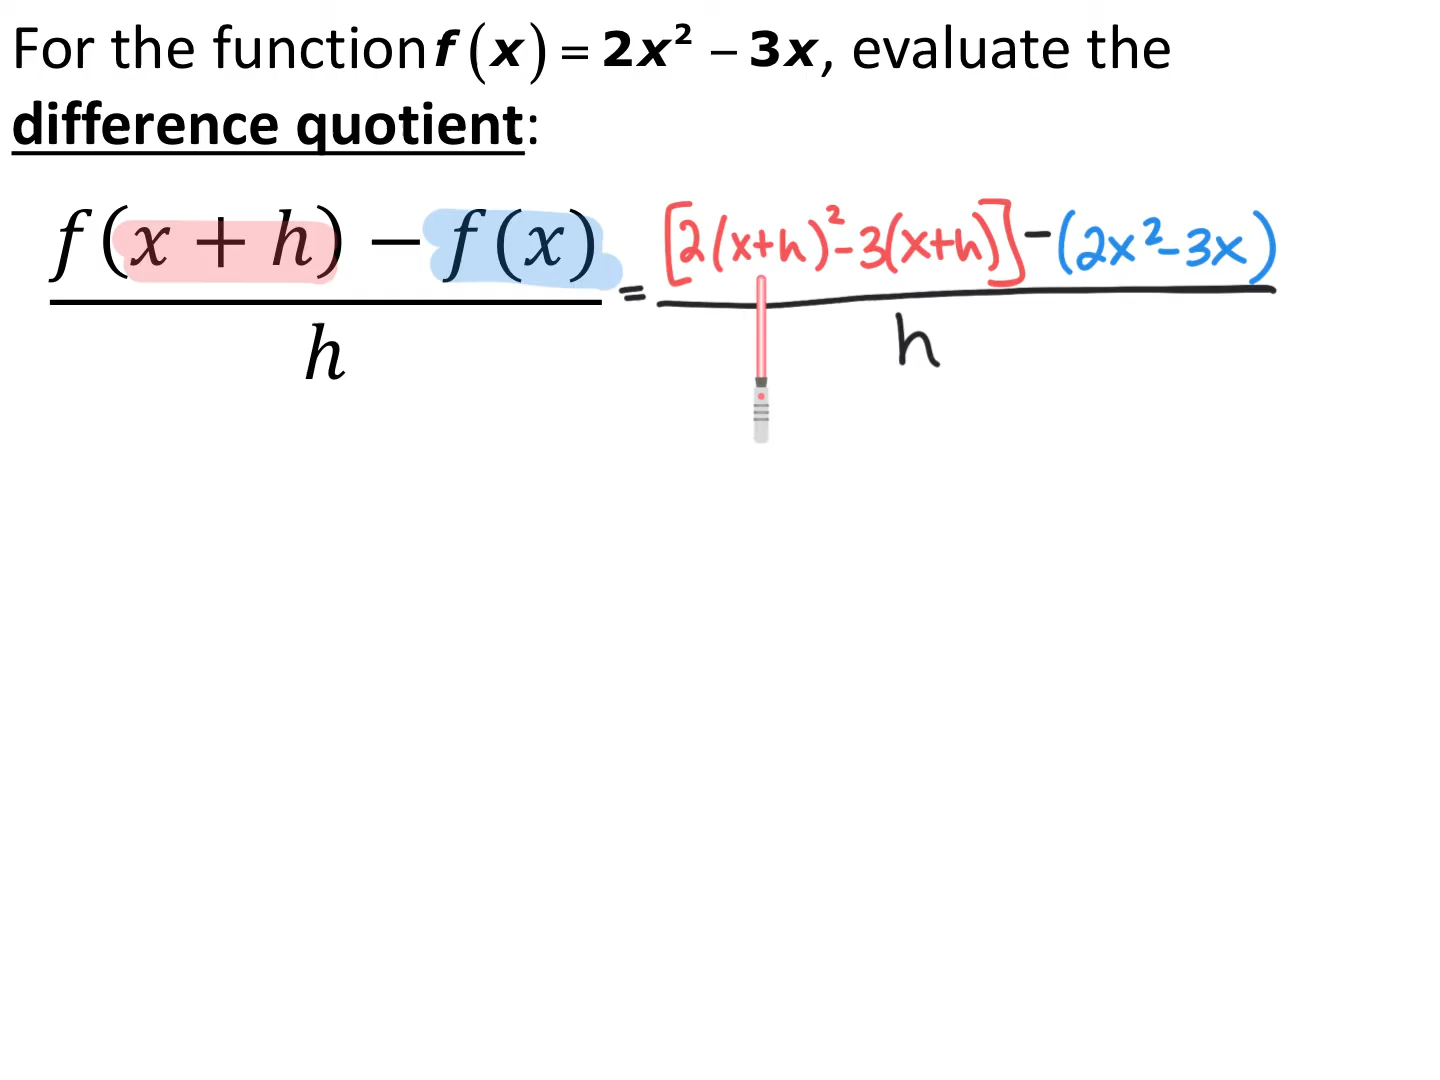 For the function f(x) = 2x² – 3x, evaluate the
difference quotient:
f(x + h) − f(x)
h
=
[2(x+h)²-3(x+h)]-(2x²-3x)
h